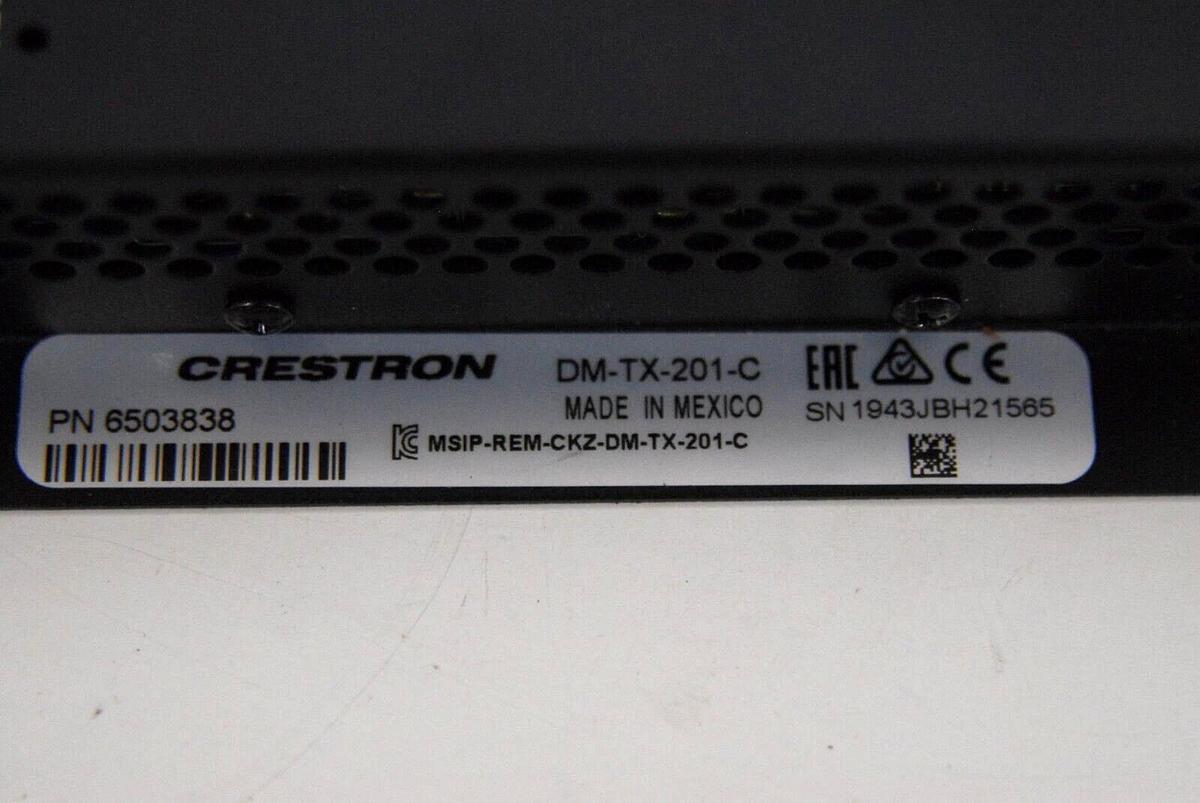 CRESTRON DM-TX-201-C EAC CE
PN 6503838 MADE IN MEXICO SN 1943JBH21565
KC MSIP-REM-CKZ-DM-TX-201-C